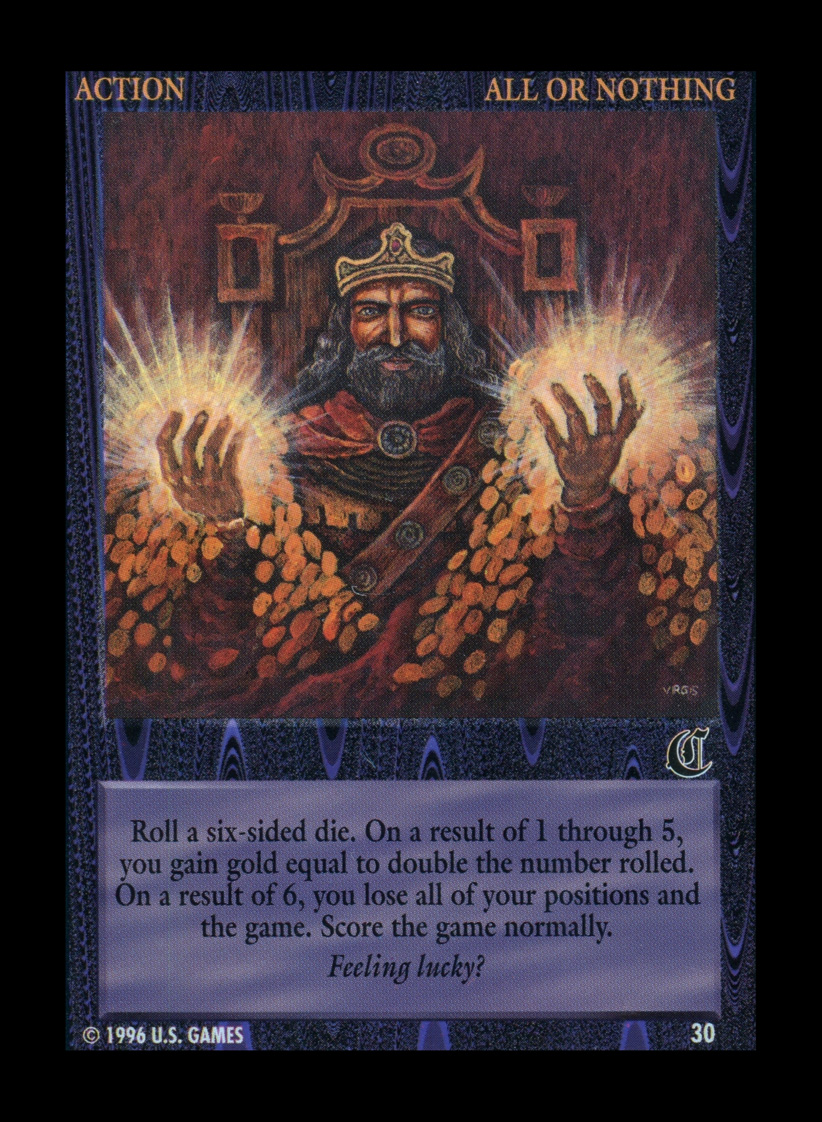 ACTION
ALL OR NOTHING
VRGIS
C
Roll a six-sided die. On a result of 1 through 5,
you gain gold equal to double the number rolled.
On a result of 6, you lose all of your positions and
the game. Score the game normally.
Feeling lucky?
© 1996 U.S. GAMES
30